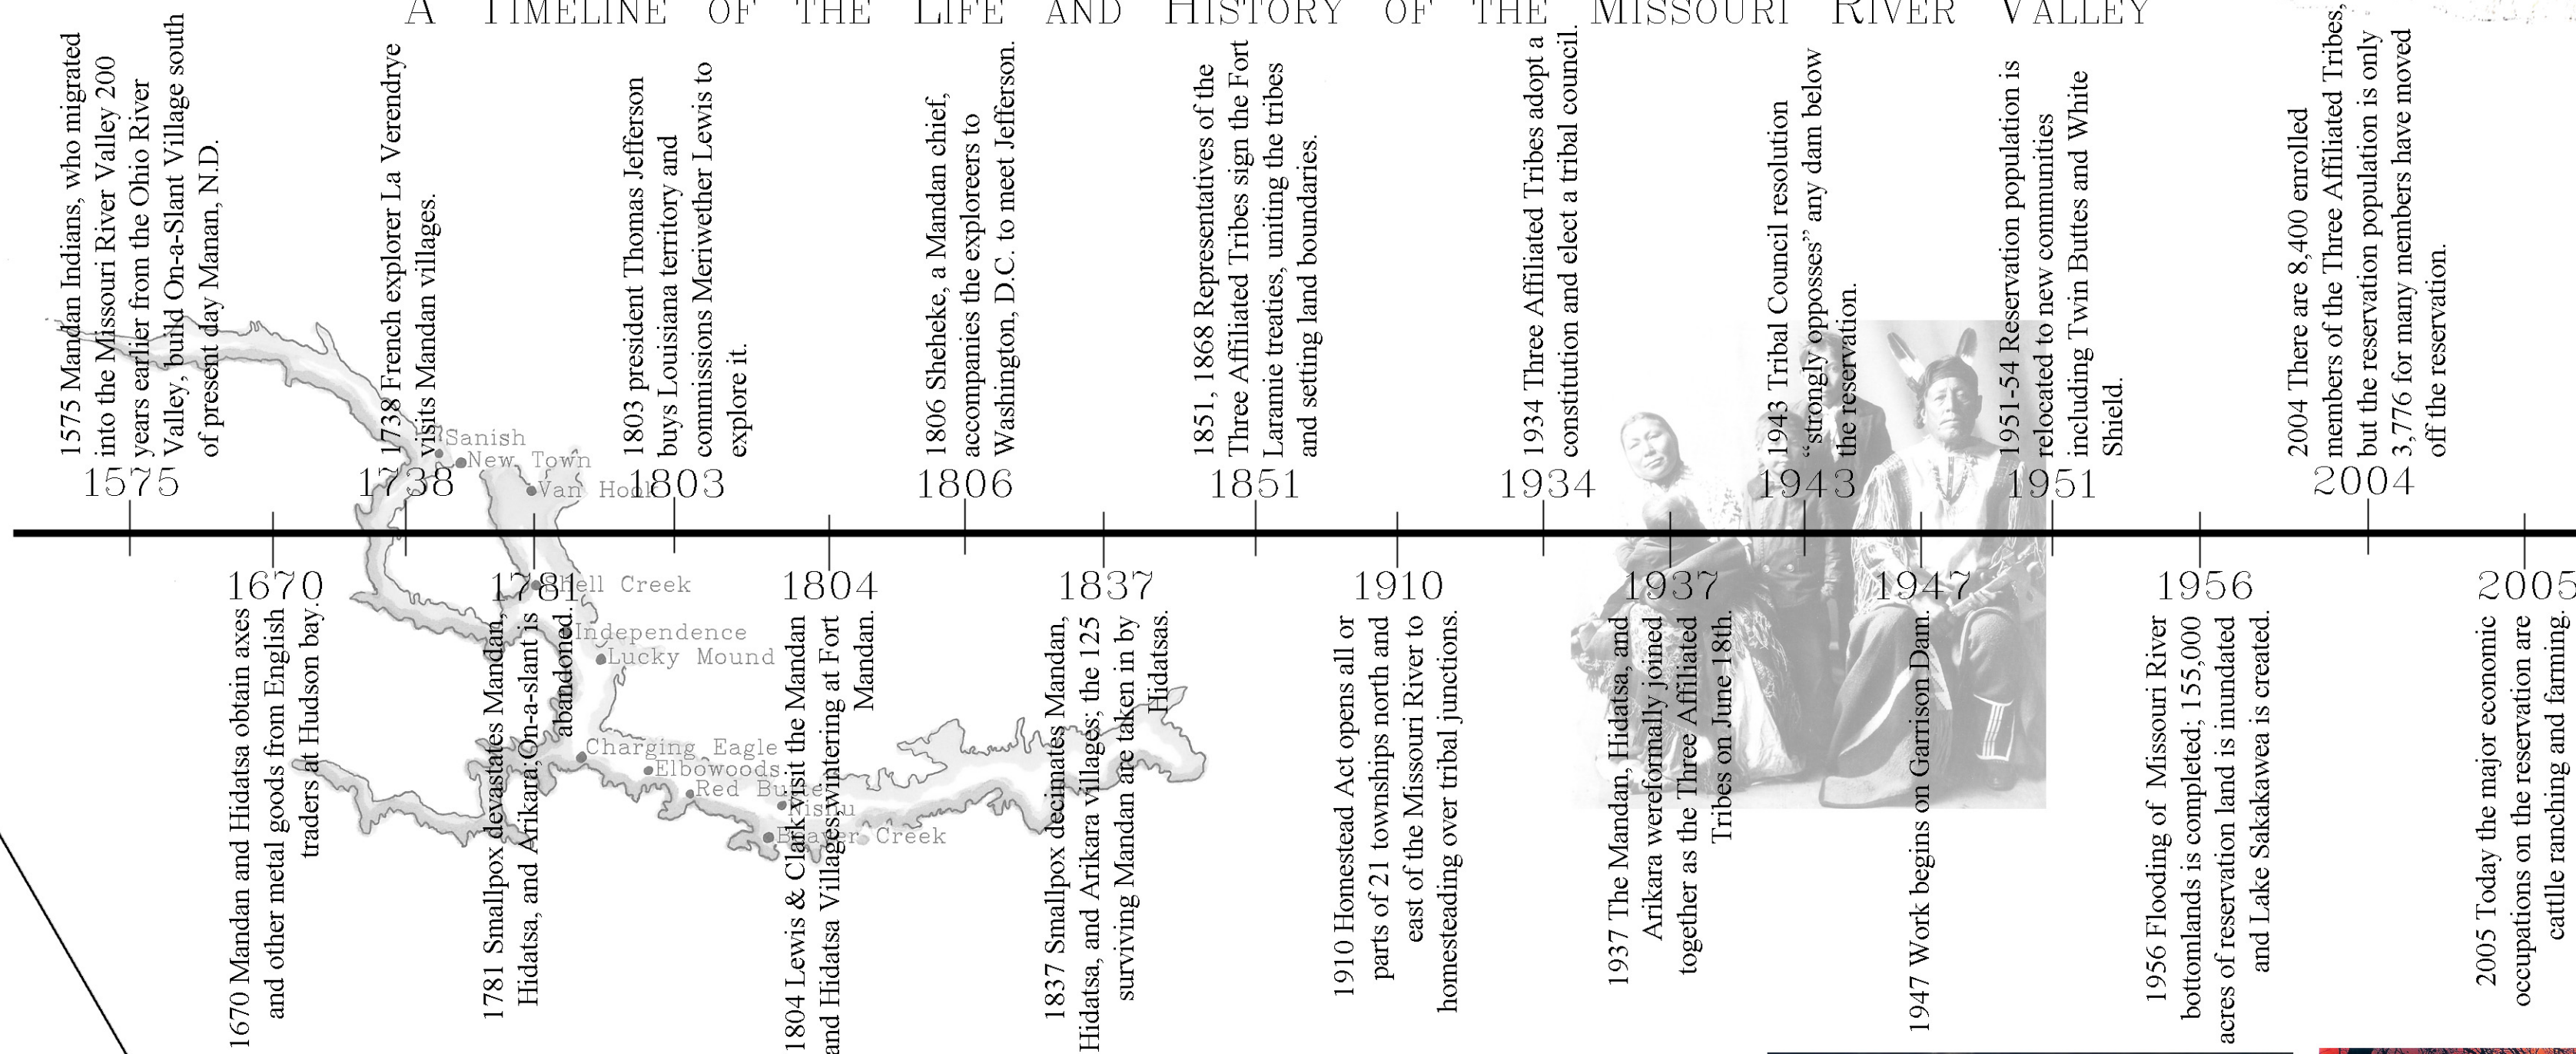 A TIMELINE OF THE LIFE AND HISTORY OF THE MISSOURI RIVER VALLEY
1575 Mandan Indians, who migrated
into the Missouri River Valley 200
years earlier from the Ohio River
Valley, build On-a-Slant Village south
of present day Manan, N.D.
1575
1738 French explorer La Verendrye
visits Mandan villages.
1738
1803 president Thomas Jefferson
buys Louisiana territory and
commissions Meriwether Lewis to
explore it.
1803
1806 Sheheke, a Mandan chief,
accompanies the exploreers to
Washington, D.C. to meet Jefferson.
1806
1851, 1868 Representatives of the
Three Affiliated Tribes sign the Fort
Laramie treaties, uniting the tribes
and setting land boundaries.
1851
1934 Three Affiliated Tribes adopt a
constitution and elect a tribal council.
1934
1943 Tribal Council resolution
“strongly opposes” any dam below
the reservation.
1943
1951-54 Reservation population is
relocated to new communities
including Twin Buttes and White
Shield.
1951
2004 There are 8,400 enrolled
members of the Three Affiliated Tribes,
but the reservation population is only
3,776 for many members have moved
off the reservation.
2004
Sanish
New Town
Van Hook
Shell Creek
Independence
Lucky Mound
Charging Eagle
Elbowoods
Red Butte
Nishu
Beaver Creek
1670
1670 Mandan and Hidatsa obtain axes
and other metal goods from English
traders at Hudson bay.
1781
1781 Smallpox devastates Mandan,
Hidatsa, and Arikara;On-a-slant is
abandoned.
1804
1804 Lewis & Clark visit the Mandan
and Hidatsa Villages, wintering at Fort
Mandan.
1837
1837 Smallpox decimates Mandan,
Hidatsa, and Arikara villages; the 125
surviving Mandan are taken in by
Hidatsas.
1910
1910 Homestead Act opens all or
parts of 21 townships north and
east of the Missouri River to
homesteading over tribal junctions.
1937
1937 The Mandan, Hidatsa, and
Arikara wereformally joined
together as the Three Affiliated
Tribes on June 18th.
1947
1947 Work begins on Garrison Dam.
1956
1956 Flooding of Missouri River
bottomlands is completed; 155,000
acres of reservation land is inundated
and Lake Sakakawea is created.
2005
2005 Today the major economic
occupations on the reservation are
cattle ranching and farming.